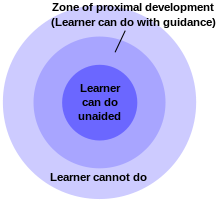 Zone of proximal development
(Learner can do with guidance)
Learner
can do
unaided
Learner cannot do